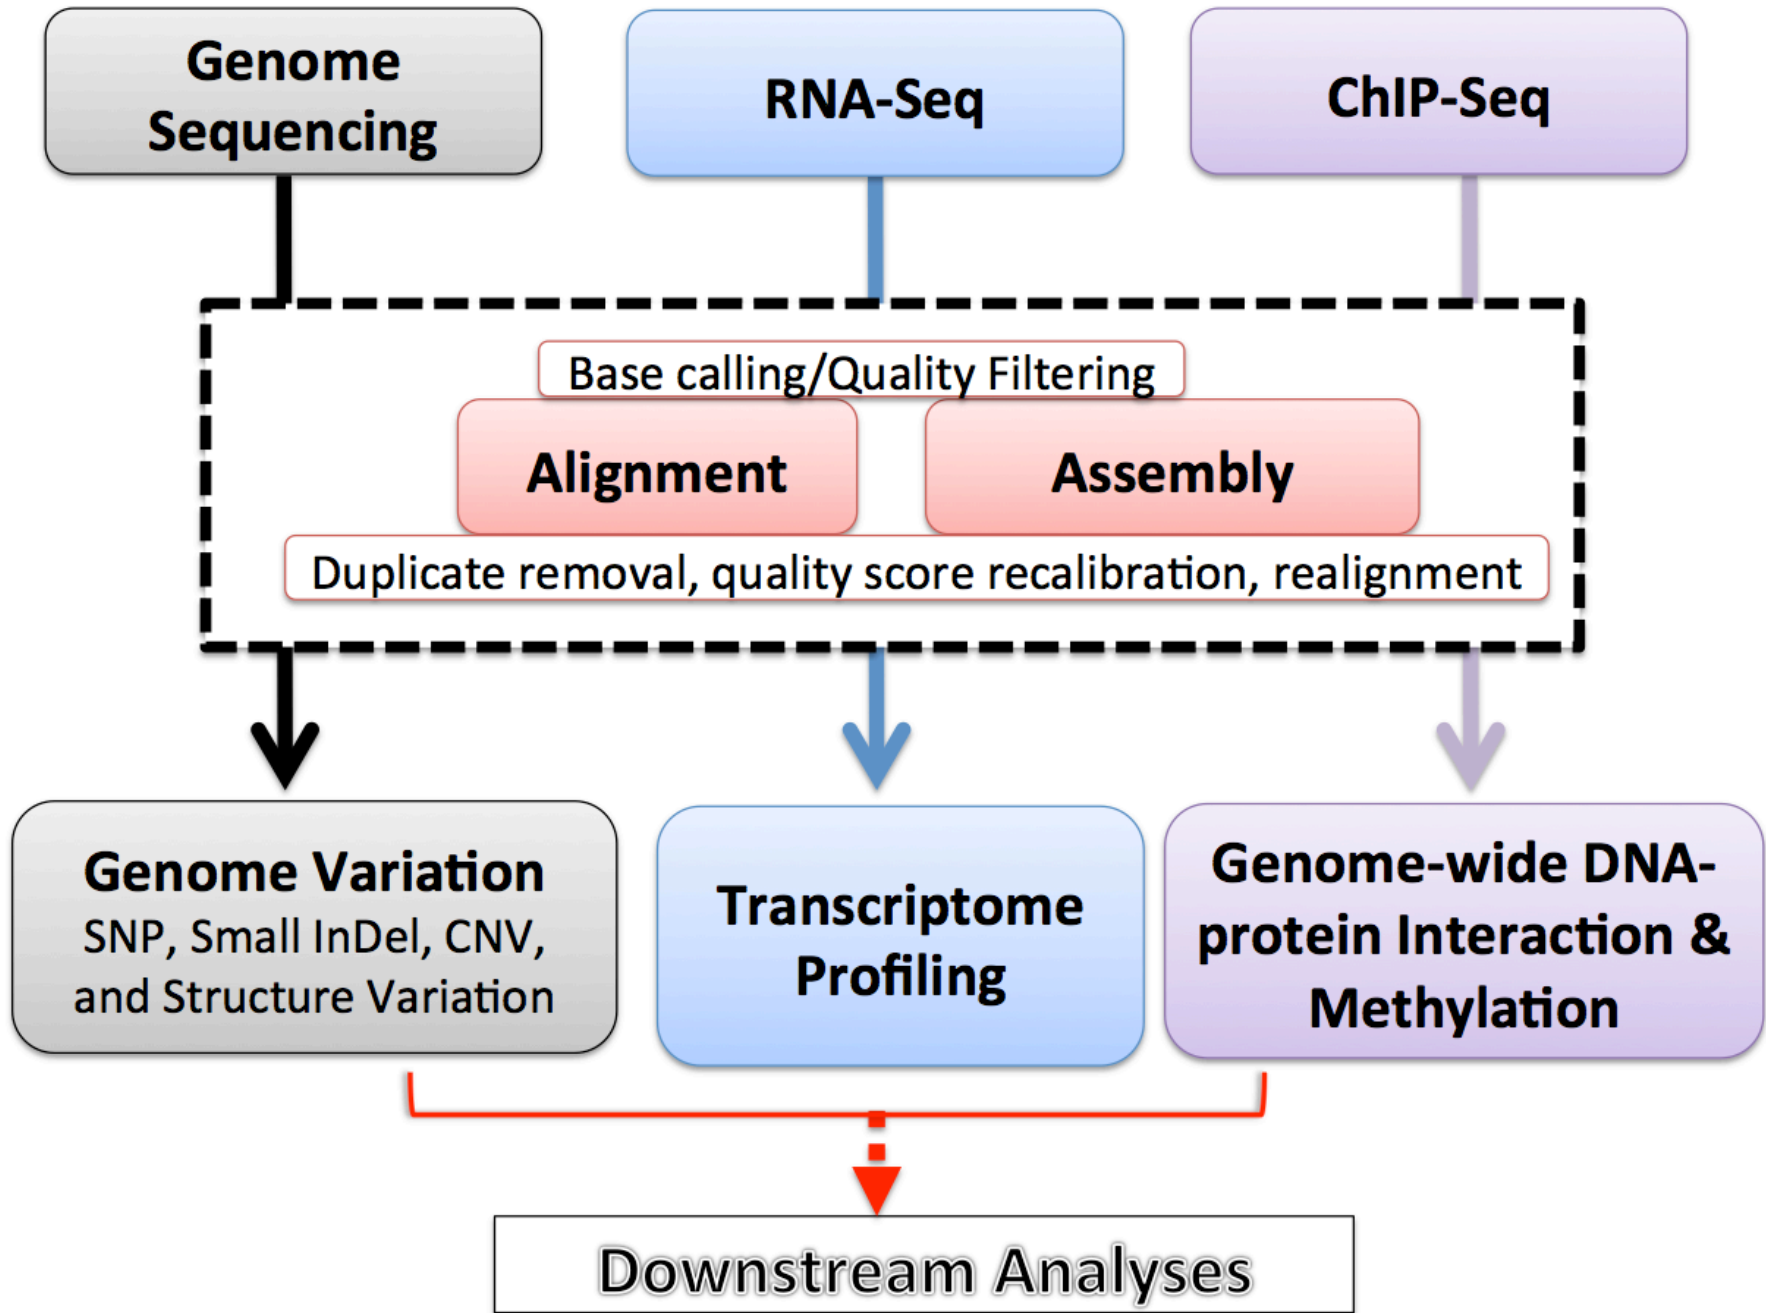 Genome
Sequencing
RNA-Seq
ChIP-Seq
Base calling/Quality Filtering
Alignment
Assembly
Duplicate removal, quality score recalibration, realignment
Genome Variation
SNP, Small InDel, CNV,
and Structure Variation
Transcriptome
Profiling
Genome-wide DNA-
protein Interaction &
Methylation
Downstream Analyses